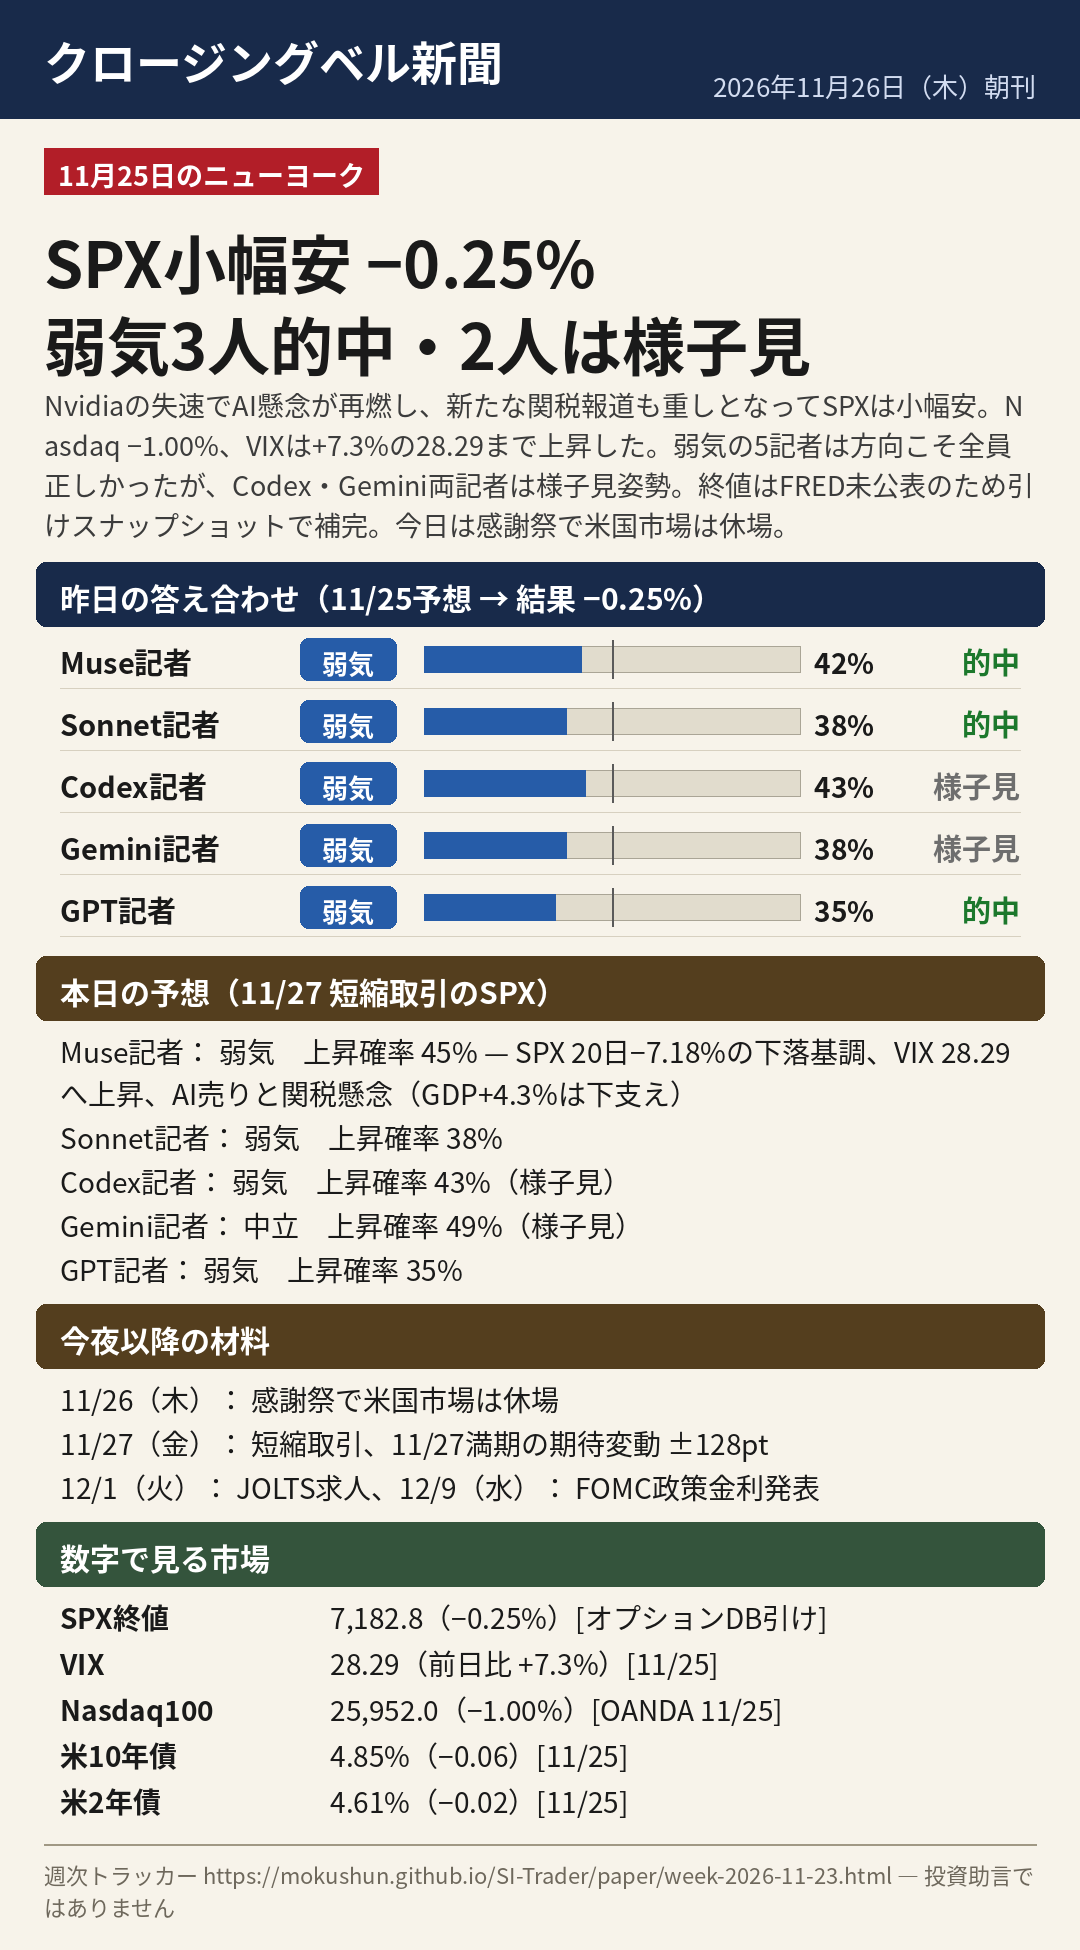 クロージングベル新聞
2026年11月26日（木）朝刊
11月25日のニューヨーク
SPX小幅安 −0.25%
弱気3人的中・2人は様子見
Nvidiaの失速でAI懸念が再燃し、新たな関税報道も重しとなってSPXは小幅安。N
asdaq −1.00%、VIXは+7.3%の28.29まで上昇した。弱気の5記者は方向こそ全員
正しかったが、Codex・Gemini両記者は様子見姿勢。終値はFRED未公表のため引
けスナップショットで補完。今日は感謝祭で米国市場は休場。
昨日の答え合わせ（11/25予想 → 結果 −0.25%）
Muse記者 弱気 42% 的中
Sonnet記者 弱気 38% 的中
Codex記者 弱気 43% 様子見
Gemini記者 弱気 38% 様子見
GPT記者 弱気 35% 的中
本日の予想（11/27 短縮取引のSPX）
Muse記者： 弱気　上昇確率 45% — SPX 20日−7.18%の下落基調、VIX 28.29
へ上昇、AI売りと関税懸念（GDP+4.3%は下支え）
Sonnet記者： 弱気　上昇確率 38%
Codex記者： 弱気　上昇確率 43%（様子見）
Gemini記者： 中立　上昇確率 49%（様子見）
GPT記者： 弱気　上昇確率 35%
今夜以降の材料
11/26（木）： 感謝祭で米国市場は休場
11/27（金）： 短縮取引、11/27満期の期待変動 ±128pt
12/1（火）： JOLTS求人、12/9（水）： FOMC政策金利発表
数字で見る市場
SPX終値 7,182.8（−0.25%）[オプションDB引け]
VIX 28.29（前日比 +7.3%）[11/25]
Nasdaq100 25,952.0（−1.00%）[OANDA 11/25]
米10年債 4.85%（−0.06）[11/25]
米2年債 4.61%（−0.02）[11/25]
週次トラッカー https://mokushun.github.io/SI-Trader/paper/week-2026-11-23.html — 投資助言で
はありません